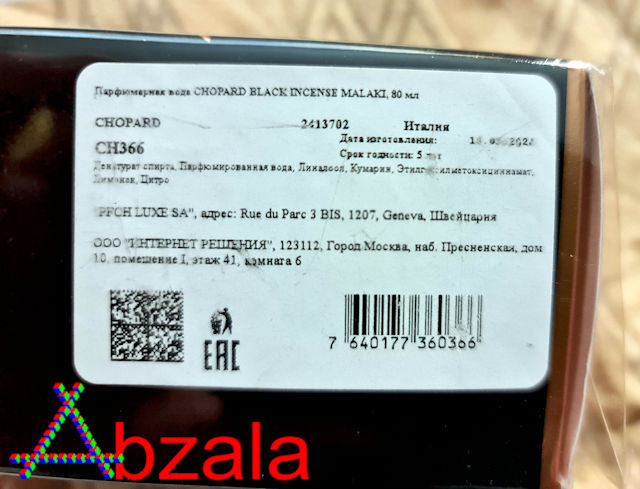 Парфюмерная вода CHOPARD BLACK INCENSE MALAKI, 80 мл
CHOPARD 2413702 Италия
Дата изготовления:
CH366 Срок годности: 5 лет
Денатурат спирта, Парфюмированная вода, Линалоол, Кумарин,
Лимонен, Цитро
"PFCH LUXE SA", адрес: Rue du Parc 3 BIS, 1207, Geneva, Швейцария
ООО "ИНТЕРНЕТ РЕШЕНИЯ", 123112, Город Москва, наб. Пресненская, дом
10, помещение I, этаж 41, комната 6
EAC
7 640177 360366
Abzala